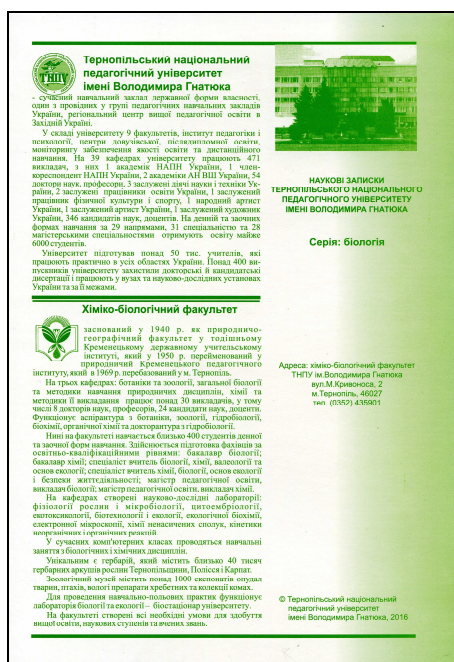 ТНПУ
Тернопільський національний
педагогічний університет
імені Володимира Гнатюка
- сучасний навчальний заклад державної форми власності,
один з провідних у групі педагогічних навчальних закладів
України, регіональний центр вищої педагогічної освіти в
Західній Україні.
У складі університету 9 факультетів, інститут педагогіки і
психології, центри довузівської, післядипломної освіти,
моніторингу забезпечення якості освіти та дистанційного
навчання. На 39 кафедрах університету працюють 471
викладач, з них 1 академік НАПН України, 1 член-
кореспондент НАПН України, 2 академіки АН ВШ України, 54
доктори наук, професори, 3 заслужені діячі науки і техніки Ук-
раїни, 2 заслужені працівники освіти України, 1 заслужений
працівник фізичної культури і спорту, 1 народний артист
України, 1 заслужений артист України, 1 заслужений художник
України, 346 кандидатів наук, доцентів. На денній та заочних
формах навчання за 29 напрямами, 31 спеціальністю та 28
магістерськими спеціальностями отримують освіту майже
6000 студентів.
Університет підготував понад 50 тис. учителів, які
працюють практично в усіх областях України. Понад 400 ви-
пускників університету захистили докторські й кандидатські
дисертації і працюють у вузах та науково-дослідних установах
України та за її межами.
Хіміко-біологічний факультет
заснований у 1940 р. як природничо-
географічний факультет у тодішньому
Кременецькому державному учительському
інституті, який у 1950 р. перейменований у
природничий Кременецького педагогічного
інституту, який в 1969 р. перебазований у м. Тернопіль.
На трьох кафедрах: ботаніки та зоології, загальної біології
та методики навчання природничих дисциплін, хімії та
методики її викладання працює понад 30 викладачів, у тому
числі 8 докторів наук, професорів, 24 кандидати наук, доценти.
Функціонує аспірантура з ботаніки, зоології, гідробіології,
біохімії, органічної хімії та докторантура з гідробіології.
Нині на факультеті навчається близько 400 студентів денної
та заочної форм навчання. Здійснюється підготовка фахівців за
освітньо-кваліфікаційними рівнями: бакалавр біології;
бакалавр хімії; спеціаліст вчитель біології, хімії, валеології та
основ екології; спеціаліст вчитель хімії, біології, основ екології
і безпеки життєдіяльності; магістр педагогічної освіти,
викладач біології; магістр педагогічної освіти, викладач хімії.
На кафедрах створені науково-дослідні лабораторії:
фізіології рослин і мікробіології, цитоембріології,
екотоксикології, біотехнології і екології, екологічної біохімії,
електронної мікроскопії, хімії ненасичених сполук, кінетики
неорганічних і органічних реакцій.
У сучасних комп'ютерних класах проводяться навчальні
заняття з біологічних і хімічних дисциплін.
Унікальним є гербарій, який містить близько 40 тисяч
гербарних аркушів рослин Тернопільщини, Полісся і Карпат.
Зоологічний музей містить понад 1000 експонатів опудал
тварин, птахів, вологі препарати хребетних та колекції комах.
Для проведення навчально-польових практик функціонує
лабораторія біології та екології – біостаціонар університету.
На факультеті створені всі необхідні умови для здобуття
вищої освіти, наукових ступенів та вчених звань.
НАУКОВІ ЗАПИСКИ
ТЕРНОПІЛЬСЬКОГО НАЦІОНАЛЬНОГО
ПЕДАГОГІЧНОГО УНІВЕРСИТЕТУ
ІМЕНІ ВОЛОДИМИРА ГНАТЮКА
Серія: біологія
Адреса: хіміко-біологічний факультет
ТНПУ ім.Володимира Гнатюка
вул.М.Кривоноса, 2
м.Тернопіль, 46027
тел. (0352) 435901
© Тернопільський національний
педагогічний університет
імені Володимира Гнатюка, 2016